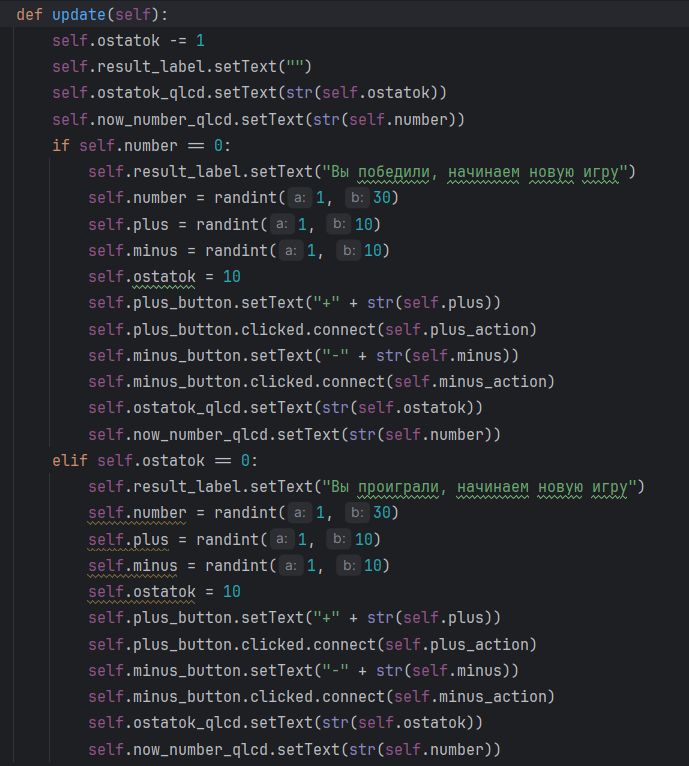 def update(self):
    self.ostatok -= 1
    self.result_label.setText("")
    self.ostatok_qlcd.setText(str(self.ostatok))
    self.now_number_qlcd.setText(str(self.number))
    if self.number == 0:
        self.result_label.setText("Вы победили, начинаем новую игру")
        self.number = randint( a: 1, b: 30)
        self.plus = randint( a: 1, b: 10)
        self.minus = randint( a: 1, b: 10)
        self.ostatok = 10
        self.plus_button.setText("+" + str(self.plus))
        self.plus_button.clicked.connect(self.plus_action)
        self.minus_button.setText("-" + str(self.minus))
        self.minus_button.clicked.connect(self.minus_action)
        self.ostatok_qlcd.setText(str(self.ostatok))
        self.now_number_qlcd.setText(str(self.number))
    elif self.ostatok == 0:
        self.result_label.setText("Вы проиграли, начинаем новую игру")
        self.number = randint( a: 1, b: 30)
        self.plus = randint( a: 1, b: 10)
        self.minus = randint( a: 1, b: 10)
        self.ostatok = 10
        self.plus_button.setText("+" + str(self.plus))
        self.plus_button.clicked.connect(self.plus_action)
        self.minus_button.setText("-" + str(self.minus))
        self.minus_button.clicked.connect(self.minus_action)
        self.ostatok_qlcd.setText(str(self.ostatok))
        self.now_number_qlcd.setText(str(self.number))